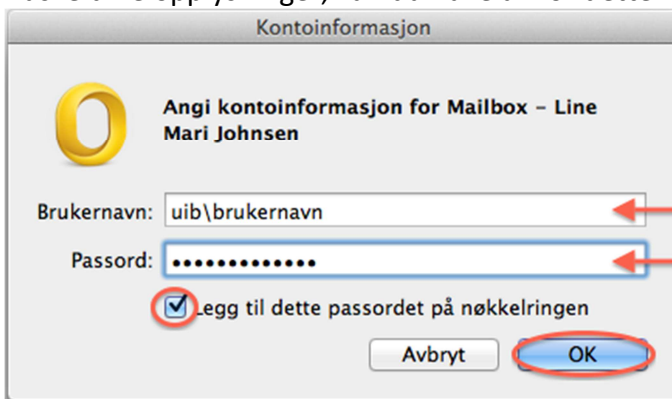 Kontoinformasjon
Angi kontoinformasjon for Mailbox – Line
Mari Johnsen
Brukernavn: uib\brukernavn
Passord: •••••••••••••
Legg til dette passordet på nøkkelringen
Avbryt OK